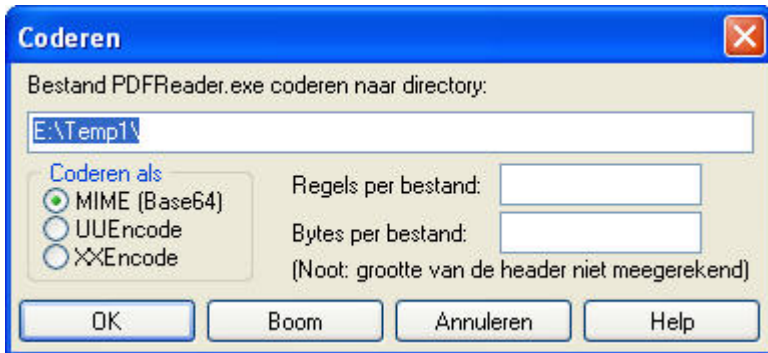 Coderen
Bestand PDFReader.exe coderen naar directory:
E:\Temp1\
Coderen als
MIME (Base64)
UUEncode
XXEncode
Regels per bestand:
Bytes per bestand:
(Noot: grootte van de header niet meegerekend)
OK Boom Annuleren Help